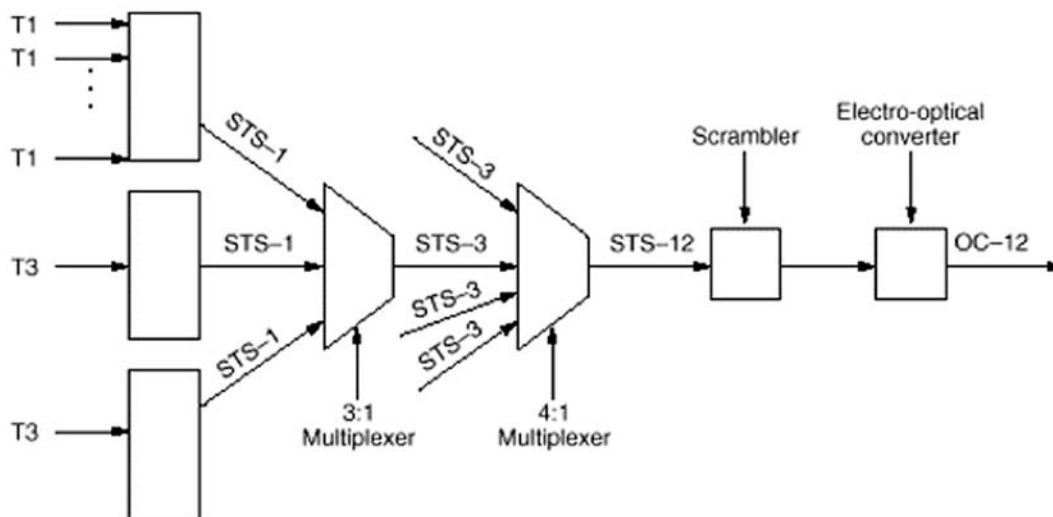 T1
T1
T1
T3
T3
STS–1
STS–1
STS–1
3:1
Multiplexer
STS–3
STS–3
STS–3
STS–3
4:1
Multiplexer
STS–12
Scrambler
Electro-optical
converter
OC–12